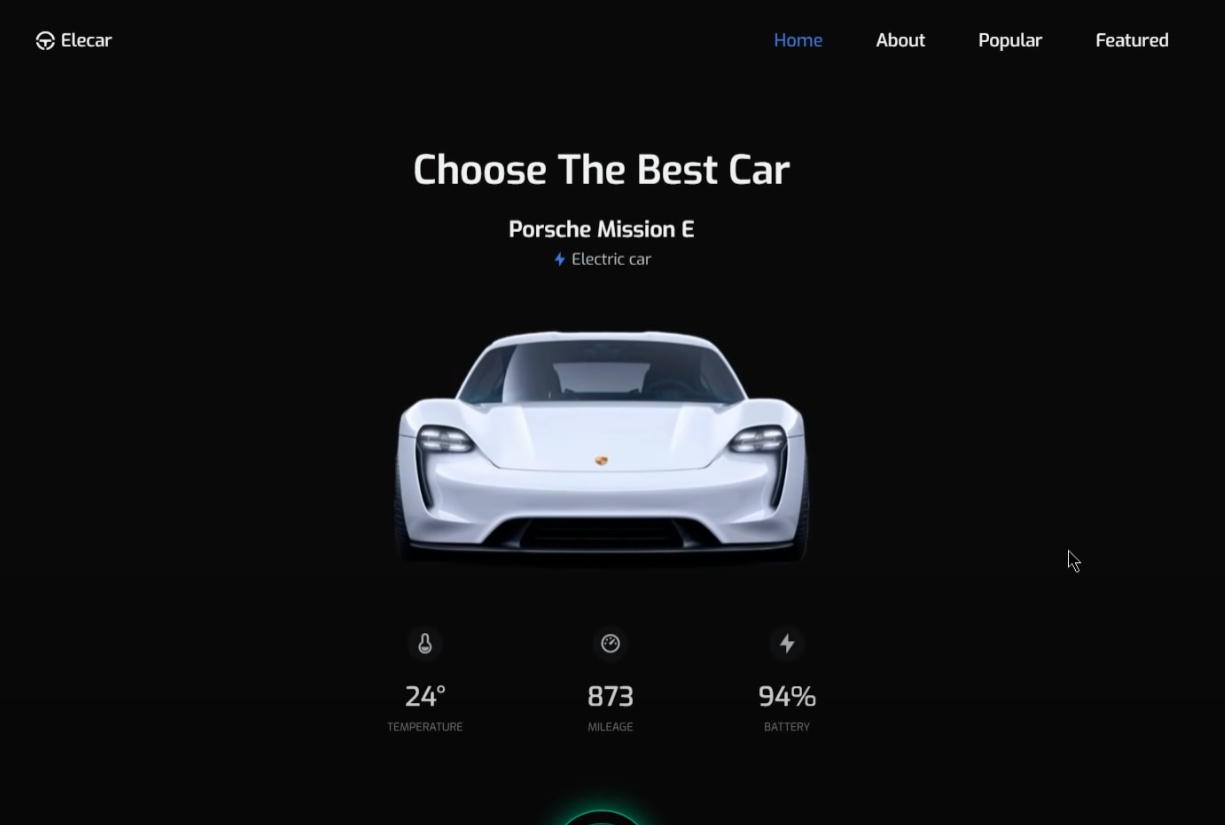 Elecar
Home About Popular Featured
Choose The Best Car
Porsche Mission E
Electric car
24° 873 94%
TEMPERATURE MILEAGE BATTERY